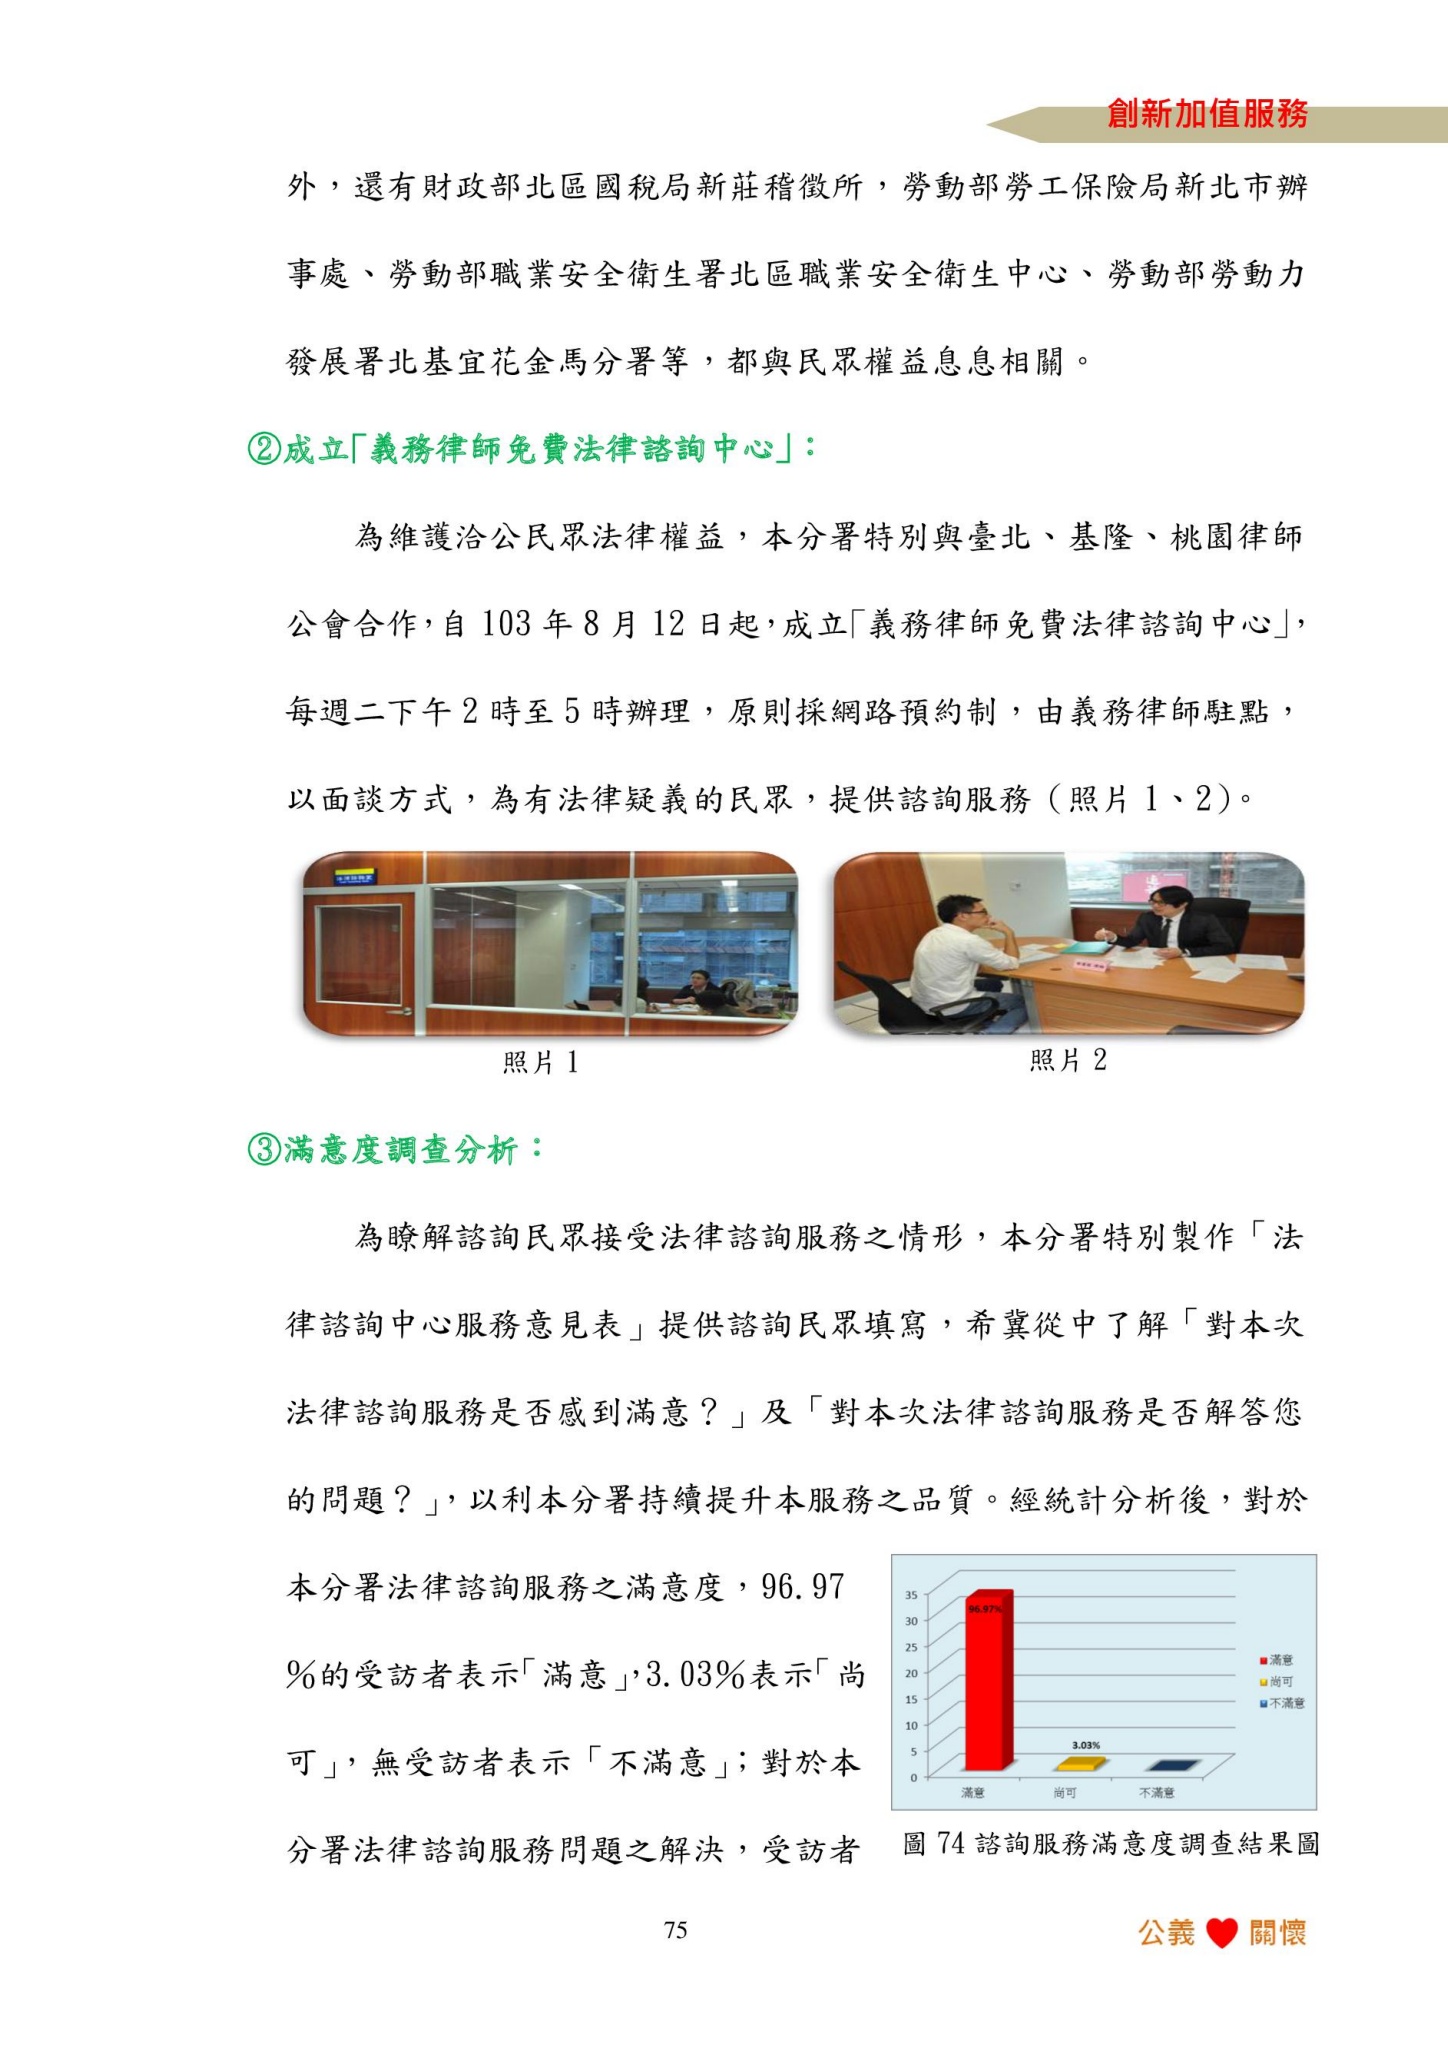 創新加值服務
外，還有財政部北區國稅局新莊稽徵所，勞動部勞工保險局新北市辦
事處、勞動部職業安全衛生署北區職業安全衛生中心、勞動部勞動力
發展署北基宜花金馬分署等，都與民眾權益息息相關。
②成立「義務律師免費法律諮詢中心」：
為維護洽公民眾法律權益，本分署特別與臺北、基隆、桃園律師
公會合作，自 103 年 8 月 12 日起，成立「義務律師免費法律諮詢中心」，
每週二下午 2 時至 5 時辦理，原則採網路預約制，由義務律師駐點，
以面談方式，為有法律疑義的民眾，提供諮詢服務（照片 1、2）。
照片 1
照片 2
③滿意度調查分析：
為瞭解諮詢民眾接受法律諮詢服務之情形，本分署特別製作「法
律諮詢中心服務意見表」提供諮詢民眾填寫，希冀從中了解「對本次
法律諮詢服務是否感到滿意？」及「對本次法律諮詢服務是否解答您
的問題？」，以利本分署持續提升本服務之品質。經統計分析後，對於
本分署法律諮詢服務之滿意度，96.97
％的受訪者表示「滿意」，3.03％表示「尚
可」，無受訪者表示「不滿意」；對於本
分署法律諮詢服務問題之解決，受訪者
35
30
25
20
15
10
5
0
96.97%
3.03%
滿意
尚可
不滿意
滿意
尚可
不滿意
圖 74 諮詢服務滿意度調查結果圖
75
公義 ♥ 關懷